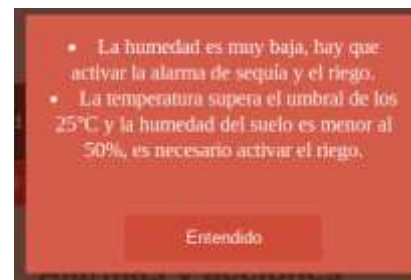 • La humedad es muy baja, hay que
activar la alarma de sequía y el riego.
• La temperatura supera el umbral de los
25°C y la humedad del suelo es menor al
50%, es necesario activar el riego.
Entendido